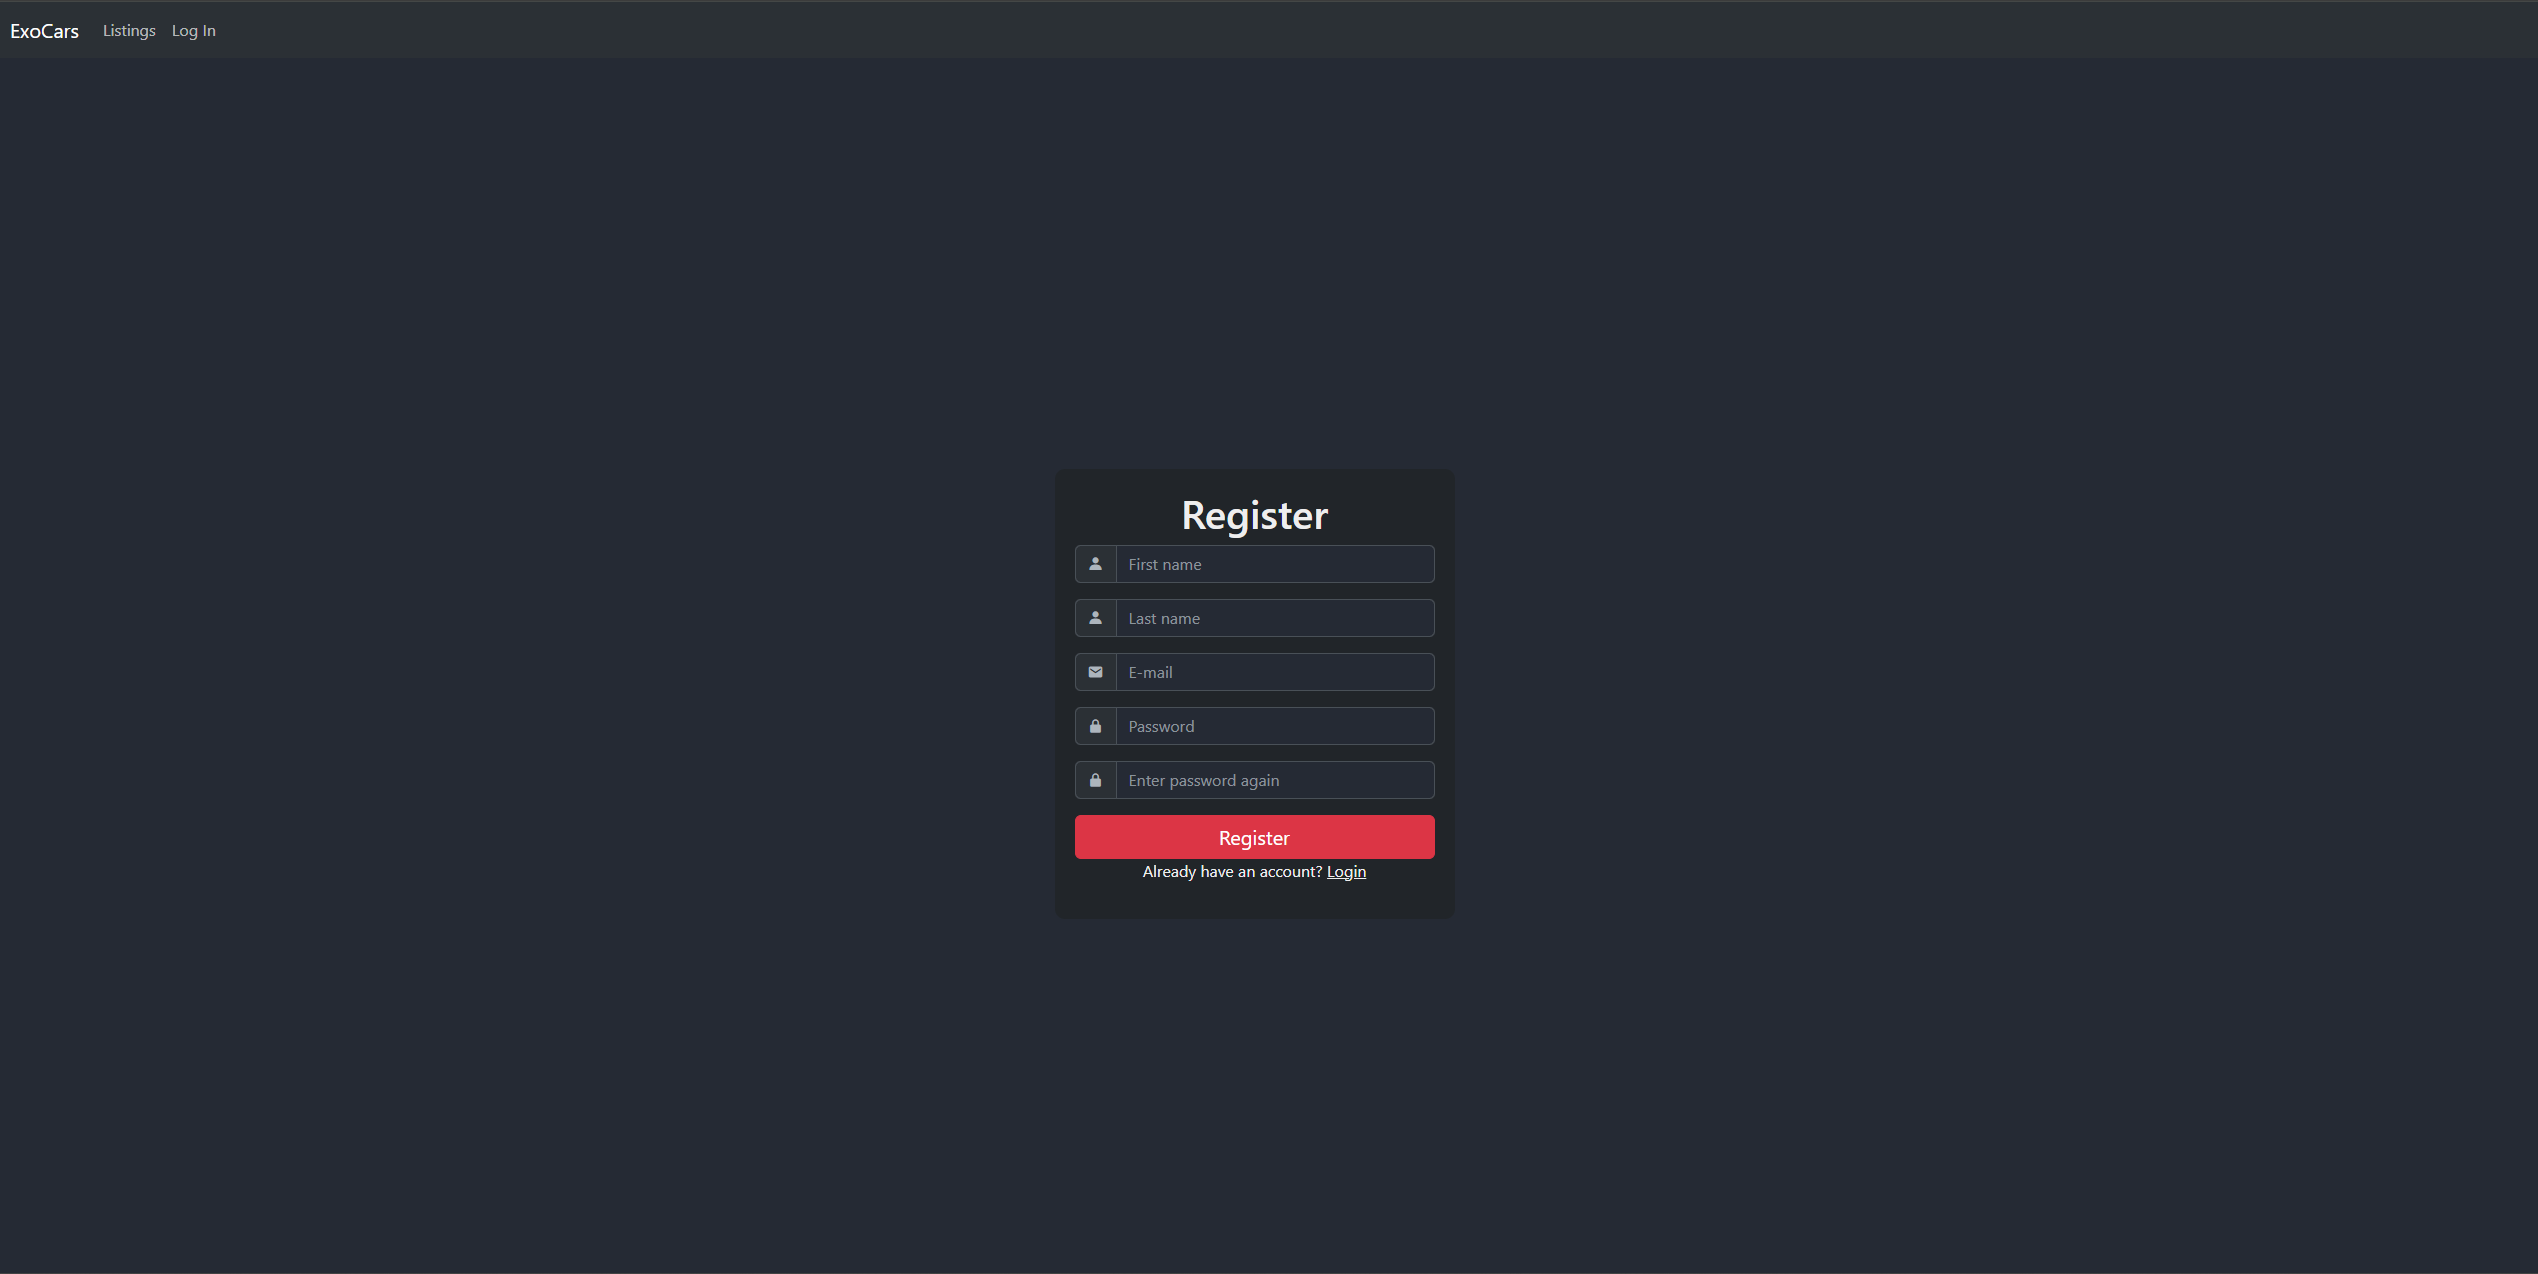 ExoCars Listings Log In
Register
First name
Last name
E-mail
Password
Enter password again
Register
Already have an account? Login